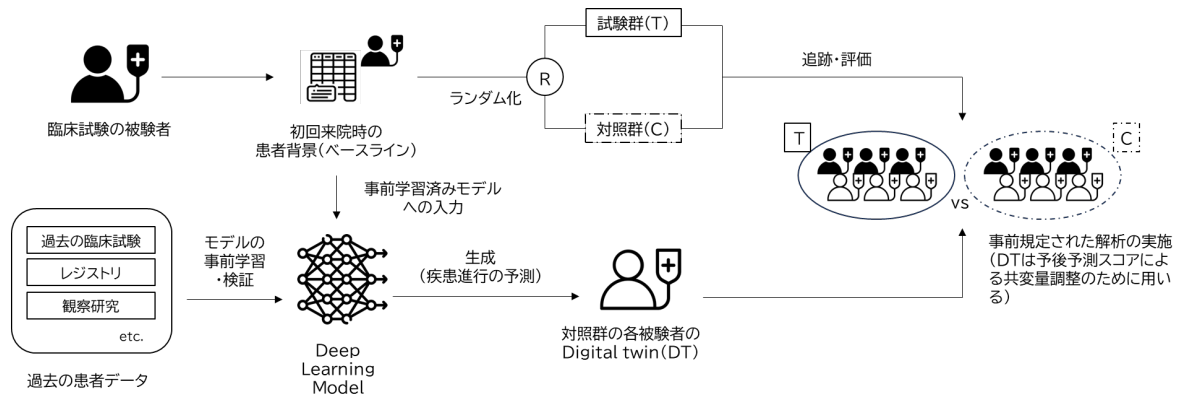 臨床試験の被験者
初回来院時の
患者背景（ベースライン）
ランダム化
R
試験群（T）
対照群（C）
追跡・評価
T
C
vs
事前規定された解析の実施
（DTは予後予測スコアによ
る共変量調整のために用い
る）
過去の臨床試験
レジストリ
観察研究
etc.
過去の患者データ
モデルの
事前学習
・検証
事前学習済みモデル
への入力
Deep
Learning
Model
生成
（疾患進行の予測）
対照群の各被験者の
Digital twin（DT）